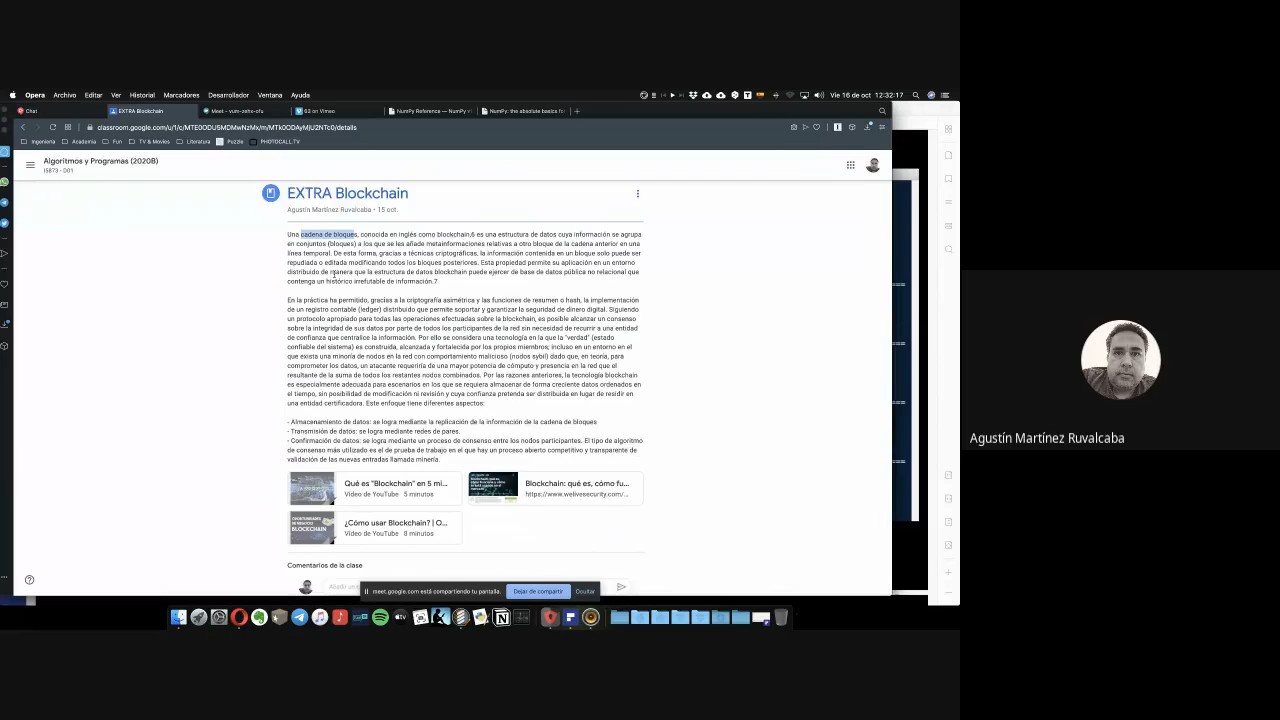 Opera Archivo Editar Ver Historial Marcadores Desarrollador Ventana Ayuda
Vie 16 de oct 12:32:17
Chat
EXTRA Blockchain
Meet – vum-zehs-ofu
63 on Vimeo
NumPy Reference — NumPy v
NumPy: the absolute basics fo
classroom.google.com/u/1/c/
/details
Ingeniería Academia Fun TV & Movies Literatura Puzzle PHOTOCALL.TV
Algoritmos y Programas (2020B)
I5873 - D01
EXTRA Blockchain
Agustín Martínez Ruvalcaba • 15 oct.
Una cadena de bloques, conocida en inglés como blockchain,6 es una estructura de datos cuya información se agrupa
en conjuntos (bloques) a los que se les añade metainformaciones relativas a otro bloque de la cadena anterior en una
línea temporal. De esta forma, gracias a técnicas criptográficas, la información contenida en un bloque solo puede ser
repudiada o editada modificando todos los bloques posteriores. Esta propiedad permite su aplicación en un entorno
distribuido de manera que la estructura de datos blockchain puede ejercer de base de datos pública no relacional que
contenga un histórico irrefutable de información.7
En la práctica ha permitido, gracias a la criptografía asimétrica y las funciones de resumen o hash, la implementación
de un registro contable (ledger) distribuido que permite soportar y garantizar la seguridad de dinero digital. Siguiendo
un protocolo apropiado para todas las operaciones efectuadas sobre la blockchain, es posible alcanzar un consenso
sobre la integridad de sus datos por parte de todos los participantes de la red sin necesidad de recurrir a una entidad
de confianza que centralice la información. Por ello se considera una tecnología en la que la "verdad" (estado
confiable del sistema) es construida, alcanzada y fortalecida por los propios miembros; incluso en un entorno en el
que exista una minoría de nodos en la red con comportamiento malicioso (nodos sybil) dado que, en teoría, para
comprometer los datos, un atacante requeriría de una mayor potencia de cómputo y presencia en la red que el
resultante de la suma de todos los restantes nodos combinados. Por las razones anteriores, la tecnología blockchain
es especialmente adecuada para escenarios en los que se requiera almacenar de forma creciente datos ordenados en
el tiempo, sin posibilidad de modificación ni revisión y cuya confianza pretenda ser distribuida en lugar de residir en
una entidad certificadora. Este enfoque tiene diferentes aspectos:
- Almacenamiento de datos: se logra mediante la replicación de la información de la cadena de bloques
- Transmisión de datos: se logra mediante redes de pares.
- Confirmación de datos: se logra mediante un proceso de consenso entre los nodos participantes. El tipo de algoritmo
de consenso más utilizado es el de prueba de trabajo en el que hay un proceso abierto competitivo y transparente de
validación de las nuevas entradas llamada minería.
Qué es "Blockchain" en 5 mi...
Vídeo de YouTube 5 minutos
Blockchain: qué es, cómo fu...
https://www.welivesecurity.com/...
¿Cómo usar Blockchain? | O...
Vídeo de YouTube 8 minutos
Comentarios de la clase
meet.google.com está compartiendo tu pantalla.
Dejar de compartir
Ocultar
Agustín Martínez Ruvalcaba